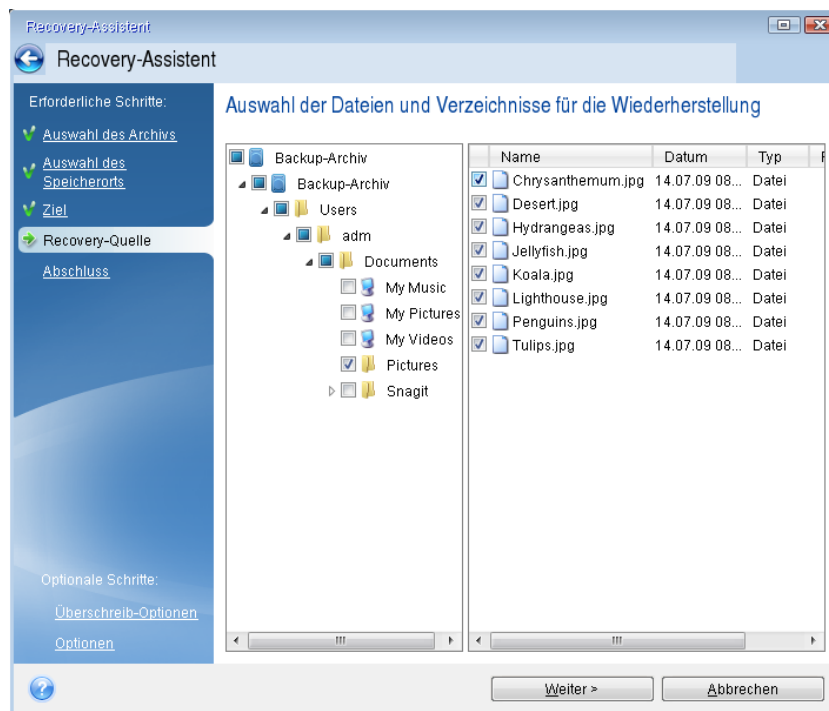 Recovery-Assistent
Recovery-Assistent
Erforderliche Schritte:
Auswahl des Archivs
Auswahl des
Speicherorts
Ziel
Recovery-Quelle
Abschluss
Optionale Schritte:
Überschreib-Optionen
Optionen
Auswahl der Dateien und Verzeichnisse für die Wiederherstellung
Backup-Archiv
Backup-Archiv
Users
adm
Documents
My Music
My Pictures
My Videos
Pictures
Snagit
Name Datum Typ
Chrysanthemum.jpg 14.07.09 08... Datei
Desert.jpg 14.07.09 08... Datei
Hydrangeas.jpg 14.07.09 08... Datei
Jellyfish.jpg 14.07.09 08... Datei
Koala.jpg 14.07.09 08... Datei
Lighthouse.jpg 14.07.09 08... Datei
Penguins.jpg 14.07.09 08... Datei
Tulips.jpg 14.07.09 08... Datei
Weiter > Abbrechen